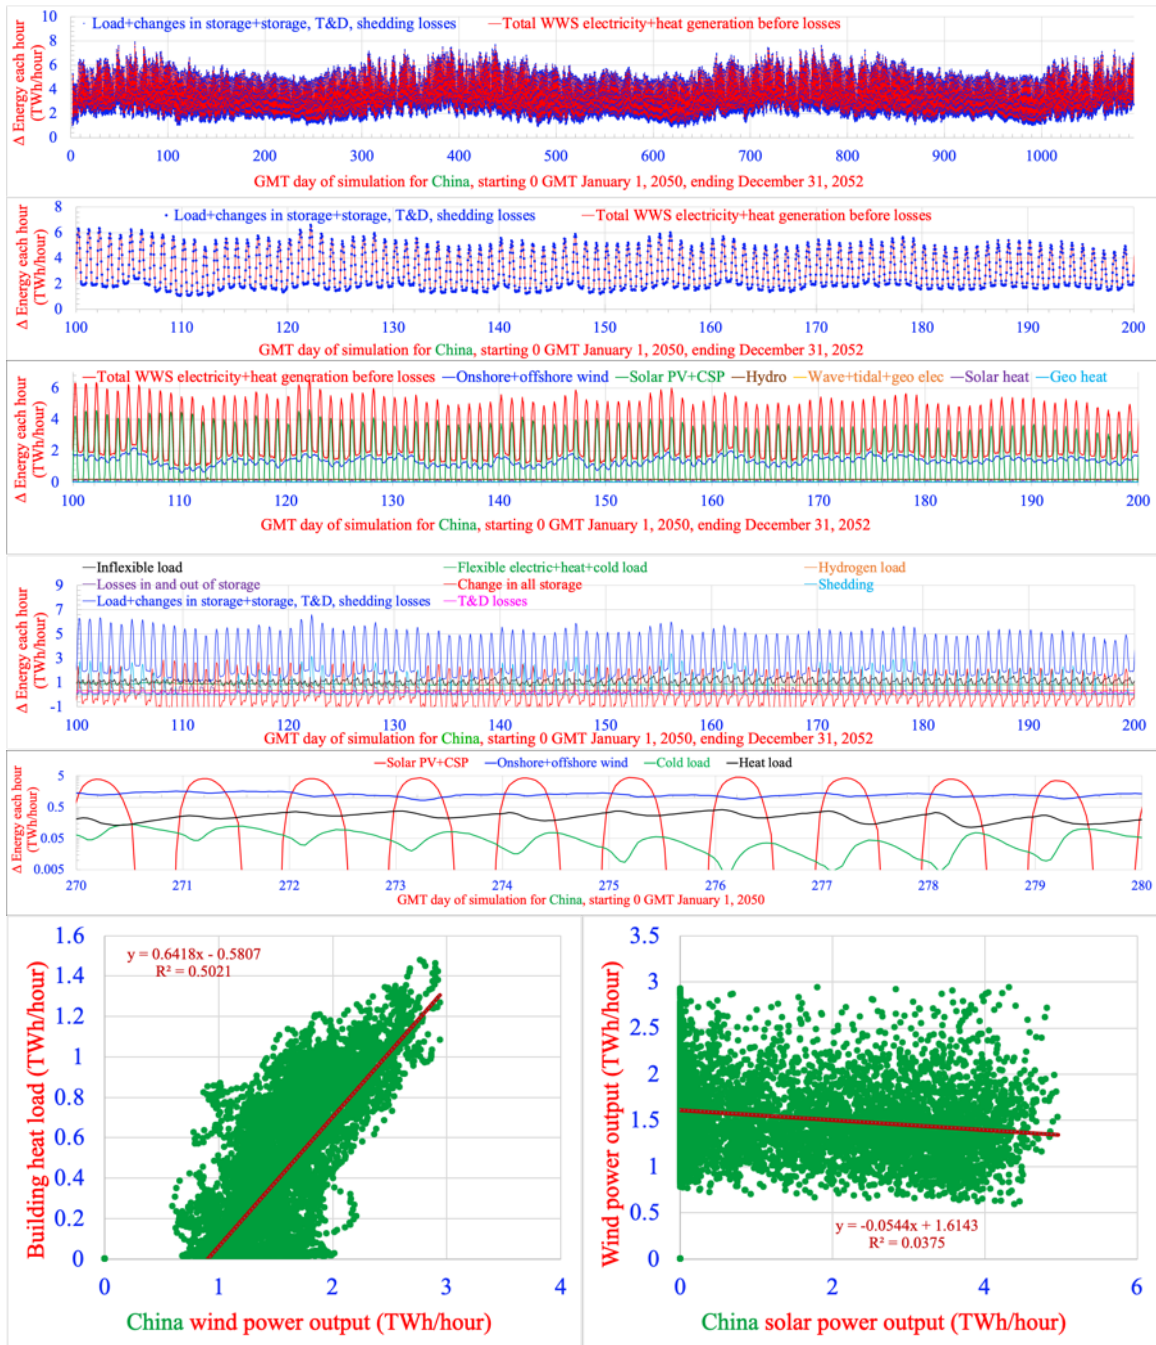 Load+changes in storage+storage, T&D, shedding losses
Total WWS electricity+heat generation before losses
Δ Energy each hour
(TWh/hour)
10
8
6
4
2
0
0 100 200 300 400 500 600 700 800 900 1000
GMT day of simulation for China, starting 0 GMT January 1, 2050, ending December 31, 2052
Load+changes in storage+storage, T&D, shedding losses
Total WWS electricity+heat generation before losses
Δ Energy each hour
(TWh/hour)
8
6
4
2
0
100 110 120 130 140 150 160 170 180 190 200
GMT day of simulation for China, starting 0 GMT January 1, 2050, ending December 31, 2052
Total WWS electricity+heat generation before losses Onshore+offshore wind Solar PV+CSP Hydro Wave+tidal+geo elec Solar heat Geo heat
Δ Energy each hour
(TWh/hour)
6
4
2
0
100 110 120 130 140 150 160 170 180 190 200
GMT day of simulation for China, starting 0 GMT January 1, 2050, ending December 31, 2052
Inflexible load Flexible electric+heat+cold load Hydrogen load
Losses in and out of storage Change in all storage Shedding
Load+changes in storage+storage, T&D, shedding losses T&D losses
Δ Energy each hour
(TWh/hour)
9
7
5
3
1
-1
100 110 120 130 140 150 160 170 180 190 200
GMT day of simulation for China, starting 0 GMT January 1, 2050, ending December 31, 2052
Solar PV+CSP Onshore+offshore wind Cold load Heat load
Δ Energy each hour
(TWh/hour)
5
0.5
0.05
0.005
270 271 272 273 274 275 276 277 278 279 280
GMT day of simulation for China, starting 0 GMT January 1, 2050
Building heat load (TWh/hour)
1.6
1.4
1.2
1
0.8
0.6
0.4
0.2
0
y = 0.6418x - 0.5807
R² = 0.5021
0 1 2 3 4
China wind power output (TWh/hour)
Wind power output (TWh/hour)
3.5
3
2.5
2
1.5
1
0.5
0
y = -0.0544x + 1.6143
R² = 0.0375
0 2 4 6
China solar power output (TWh/hour)